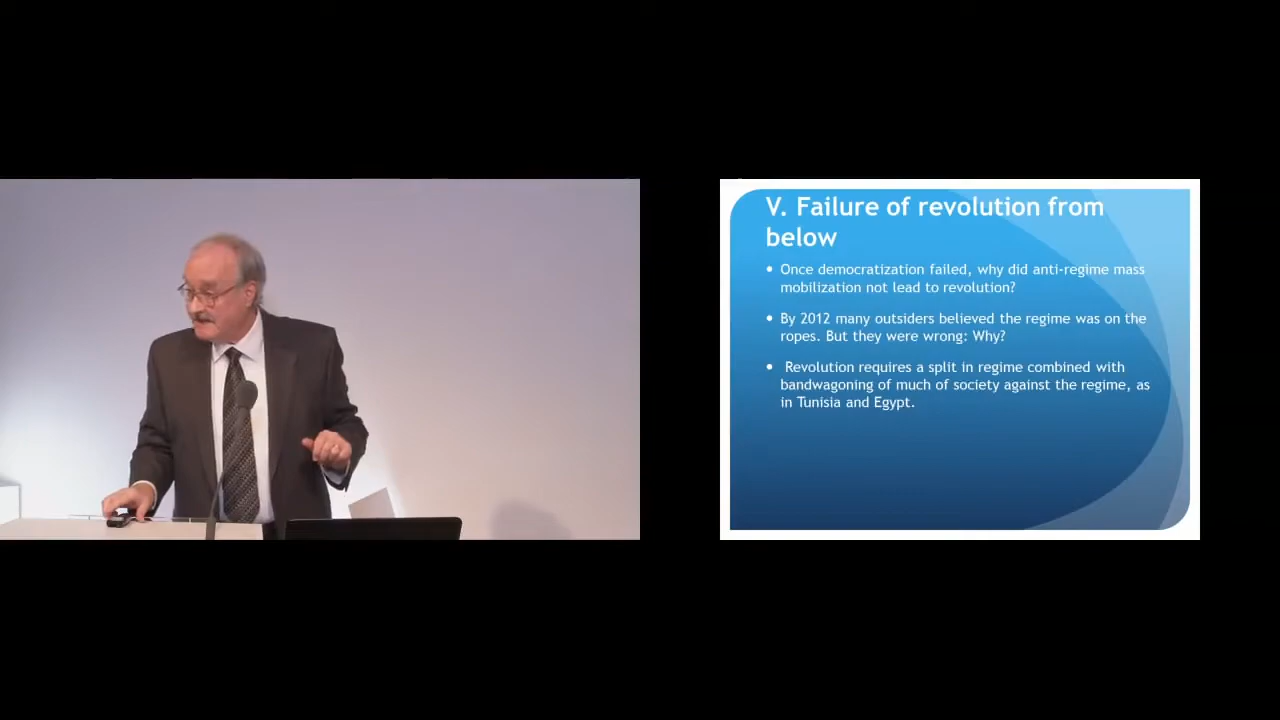 V. Failure of revolution from
below
• Once democratization failed, why did anti-regime mass
mobilization not lead to revolution?
• By 2012 many outsiders believed the regime was on the
ropes. But they were wrong: Why?
• Revolution requires a split in regime combined with
bandwagoning of much of society against the regime, as
in Tunisia and Egypt.